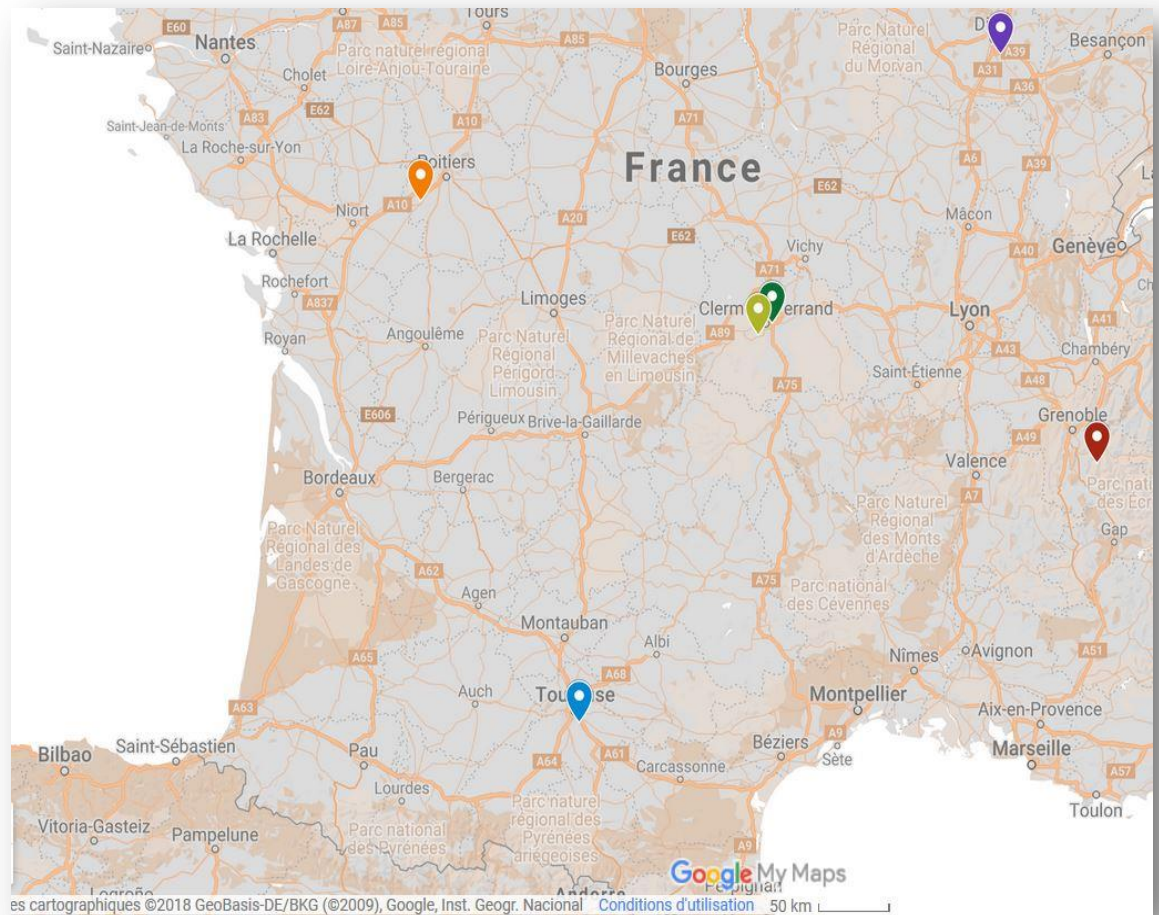 E60
A87
A85
Tours
Saint-Nazaire
Nantes
Parc naturel régional
Loire-Anjou-Touraine
A85
Parc Naturel
Régional
du Morvan
A39
A31
Besançon
Cholet
Bourges
A36
E62
A83
A10
A71
Saint-Jean-de-Monts
La Roche-sur-Yon
Poitiers
France
A6
A39
E62
A10
Niort
A20
La Rochelle
E62
Mâcon
Genève
Vichy
A40
A71
Rochefort
A837
Limoges
Lyon
A89
A41
Royan
Angoulême
Parc Naturel
Régional
Périgord
Limousin
Parc Naturel
Régional de
Millevaches
en Limousin
A43
Chambéry
A75
Saint-Étienne
A48
E606
Périgueux
Brive-la-Gaillarde
Grenoble
A49
Bordeaux
Bergerac
Valence
A7
Parc Naturel
Régional des
Landes de
Gascogne
Parc Naturel
Régional
des Monts
d'Ardèche
Gap
A62
A75
Agen
Parc national
des Cévennes
Montauban
Albi
A65
A51
Nîmes
Avignon
A68
A63
Auch
Montpellier
Aix-en-Provence
Bilbao
Saint-Sébastien
Pau
A64
A61
Béziers
A9
Sète
Marseille
Carcassonne
A57
Lourdes
Toulon
Vitoria-Gasteiz
Pampelune
Parc national
des Pyrénées
Parc naturel
régional des
Pyrénées
ariégeoises
A9
Google My Maps
es cartographiques ©2018 GeoBasis-DE/BKG (©2009), Google, Inst. Geogr. Nacional Conditions d'utilisation 50 km